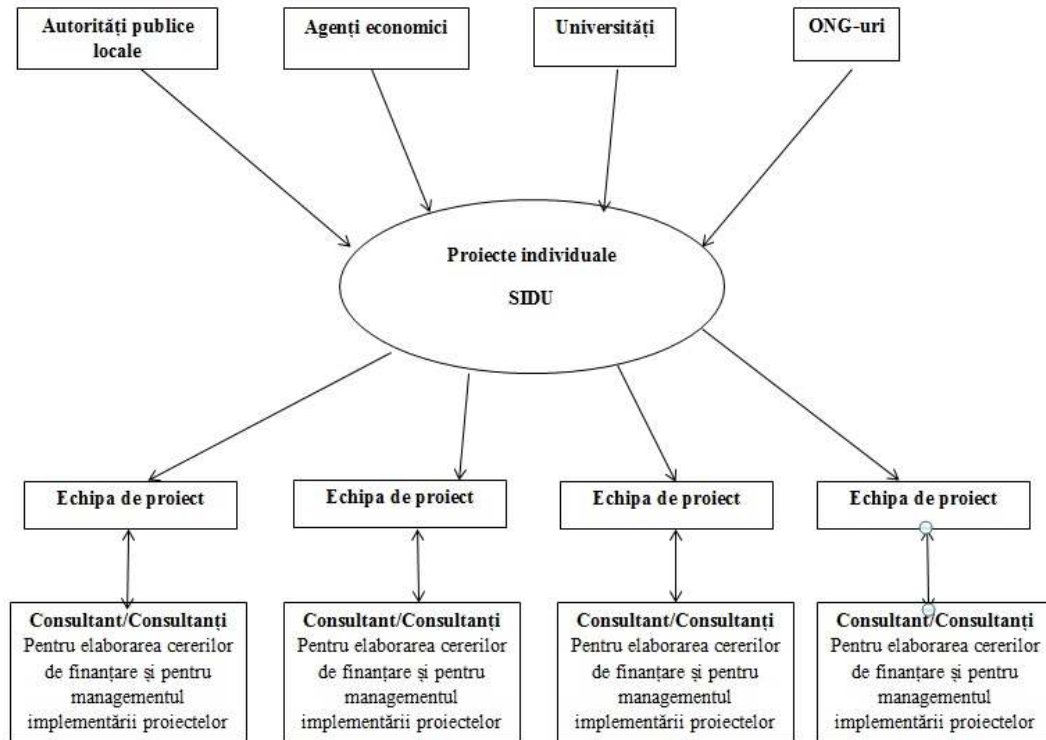 Autorități publice
locale
Agenți economici
Universități
ONG-uri
Proiecte individuale
SIDU
Echipa de proiect
Echipa de proiect
Echipa de proiect
Echipa de proiect
Consultant/Consultanți
Pentru elaborarea cererilor
de finanțare și pentru
managementul
implementării proiectelor
Consultant/Consultanți
Pentru elaborarea cererilor
de finanțare și pentru
managementul
implementării proiectelor
Consultant/Consultanți
Pentru elaborarea cererilor
de finanțare și pentru
managementul
implementării proiectelor
Consultant/Consultanți
Pentru elaborarea cererilor
de finanțare și pentru
managementul
implementării proiectelor